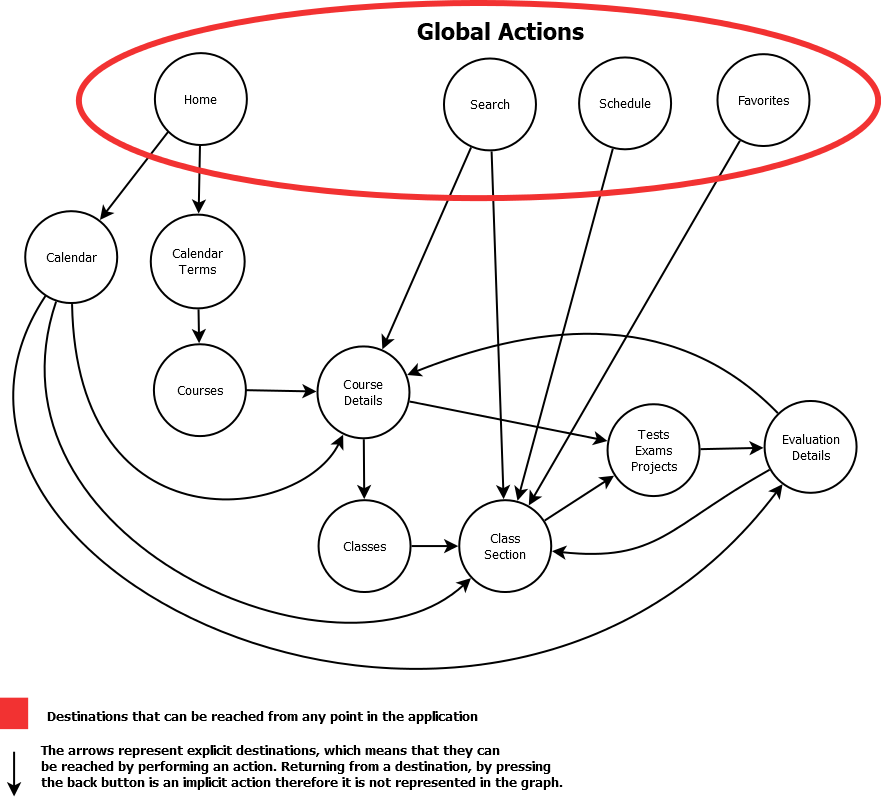 Global Actions
Home
Search
Schedule
Favorites
Calendar
Calendar
Terms
Courses
Course
Details
Tests
Exams
Projects
Evaluation
Details
Classes
Class
Section
Destinations that can be reached from any point in the application
The arrows represent explicit destinations, which means that they can
be reached by performing an action. Returning from a destination, by pressing
the back button is an implicit action therefore it is not represented in the graph.